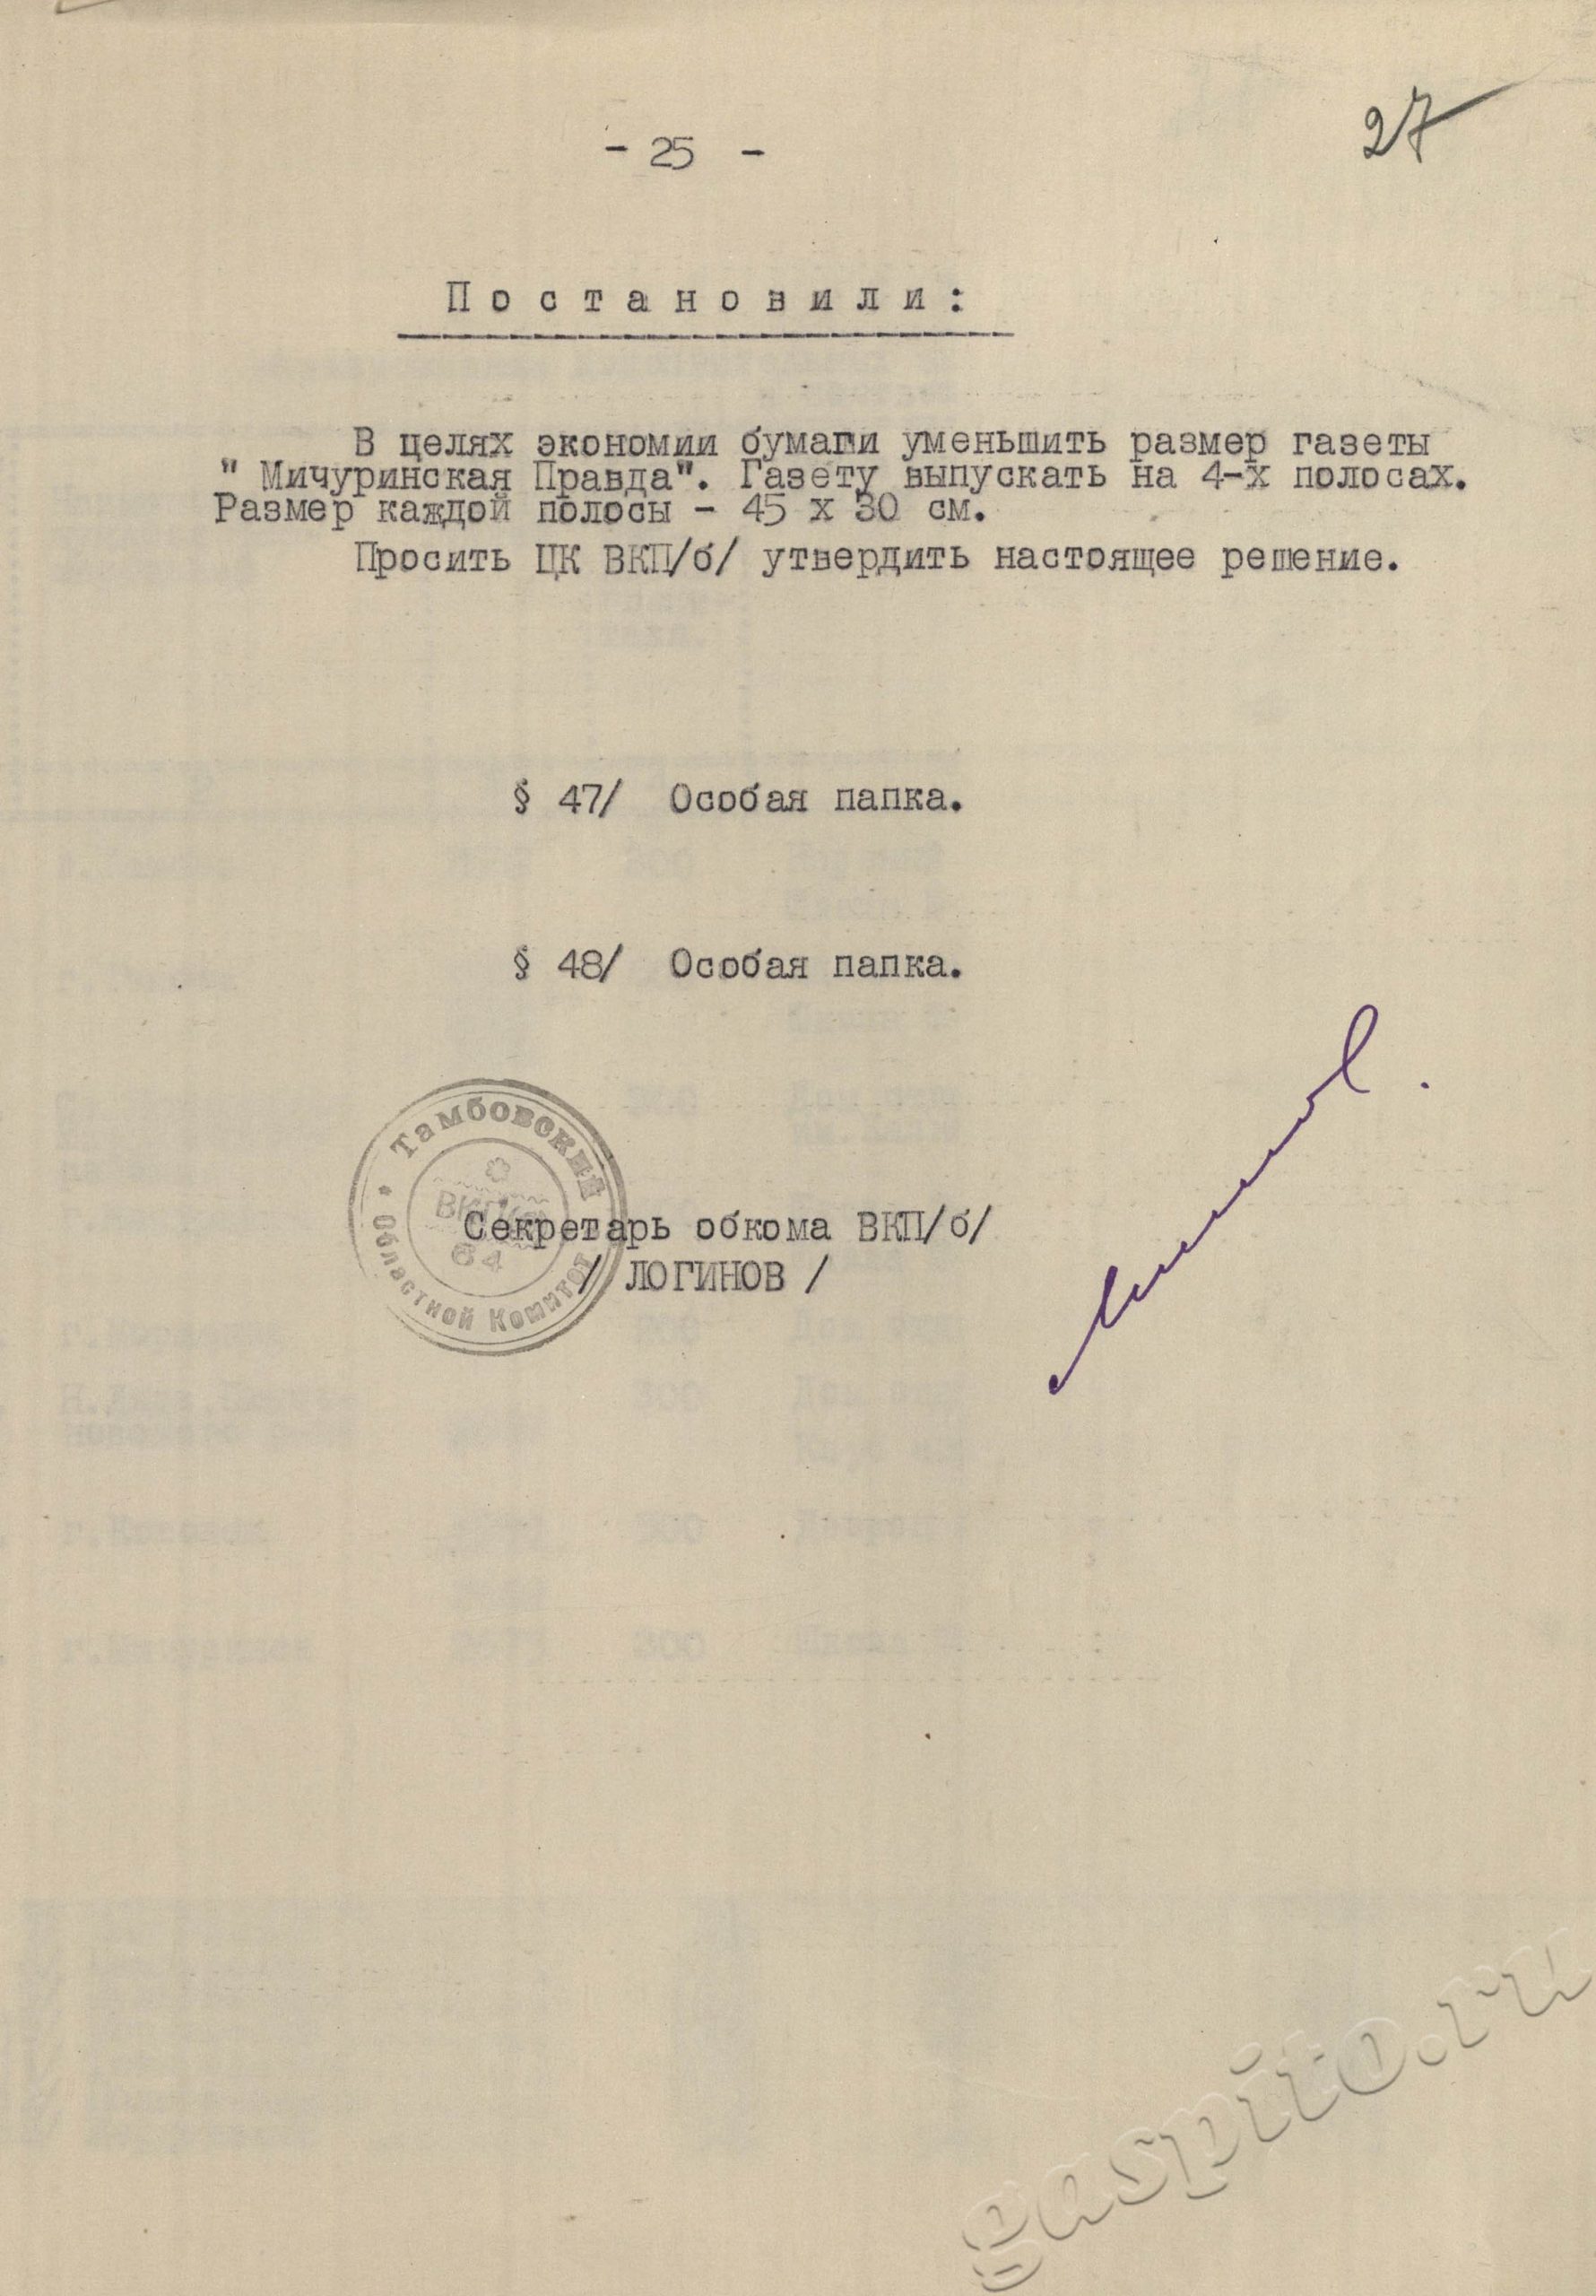 27
- 25 -
Постановили:
В целях экономии бумаги уменьшить размер газеты
" Мичуринская Правда". Газету выпускать на 4-х полосах.
Размер каждой полосы - 45 х 30 см.
Просить ЦК ВКП/б/ утвердить настоящее решение.
§ 47/ Особая папка.
§ 48/ Особая папка.
Тамбовский
64
* Областной Комитет
Секретарь обкома ВКП/б/
/ ЛОГИНОВ /
gaspito.ru